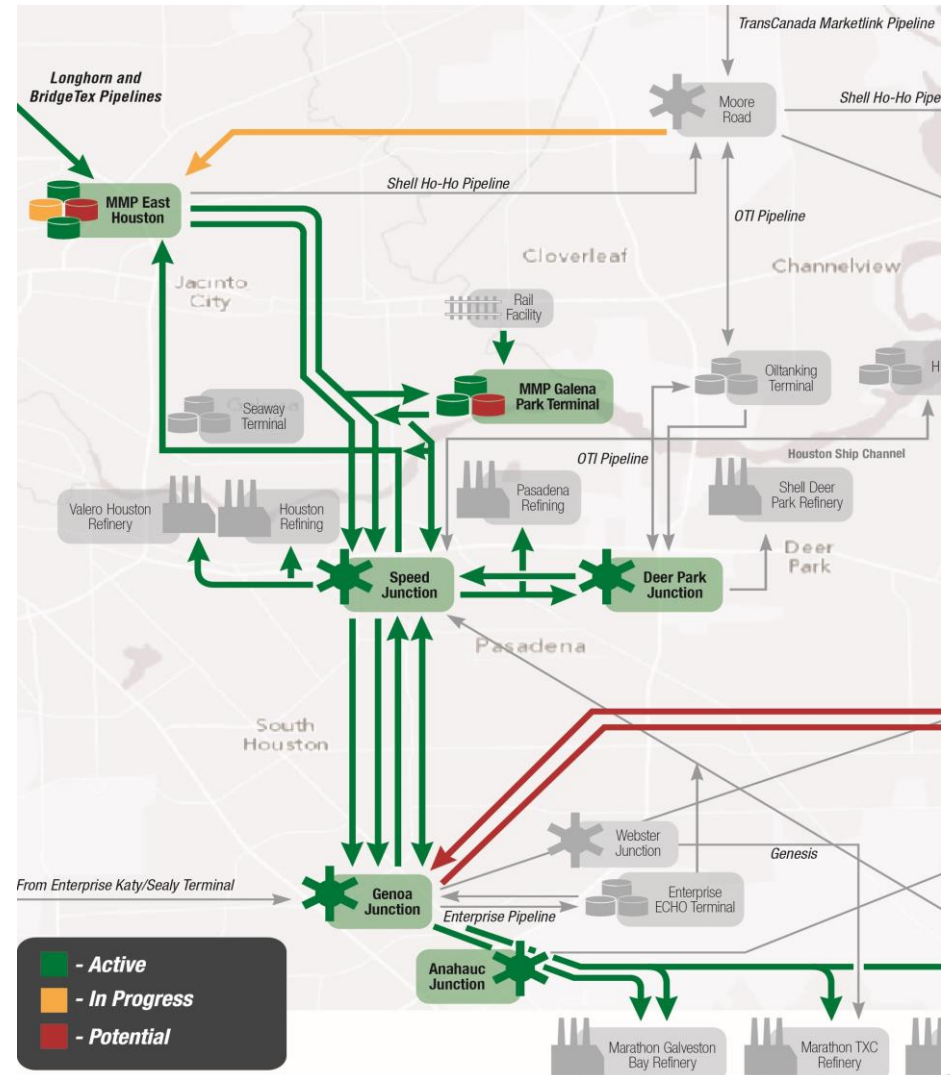 TransCanada Marketlink Pipeline
Longhorn and
BridgeTex Pipelines
Moore
Road
Shell Ho-Ho Pipe
MMP East
Houston
Shell Ho-Ho Pipeline
OTI Pipeline
Cloverleaf
Channelview
Jacinto
City
Rail
Facility
MMP Galena
Park Terminal
Oiltanking
Terminal
H
Seaway
Terminal
Houston Ship Channel
OTI Pipeline
Valero Houston
Refinery
Houston
Refining
Pasadena
Refining
Shell Deer
Park Refinery
Deer
Park
Speed
Junction
Deer Park
Junction
Pasadena
South
Houston
Webster
Junction
Genesis
From Enterprise Katy/Sealy Terminal
Genoa
Junction
Enterprise
ECHO Terminal
Enterprise Pipeline
Anahauc
Junction
- Active
- In Progress
- Potential
Marathon Galveston
Bay Refinery
Marathon TXC
Refinery